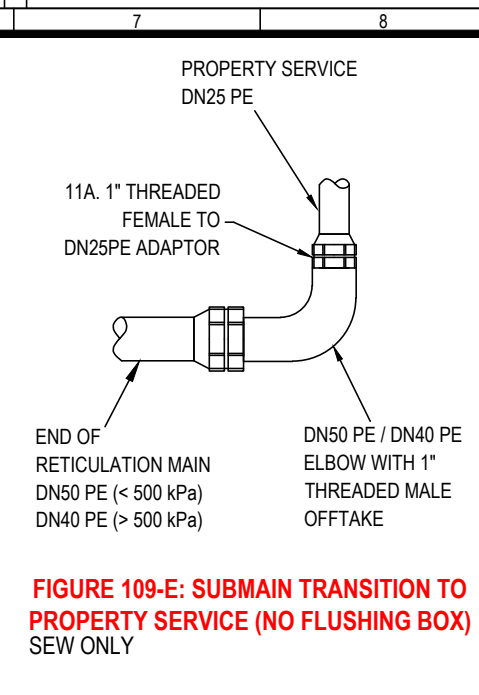 7
8
PROPERTY SERVICE
DN25 PE
11A. 1" THREADED
FEMALE TO
DN25PE ADAPTOR
END OF
RETICULATION MAIN
DN50 PE (< 500 kPa)
DN40 PE (> 500 kPa)
DN50 PE / DN40 PE
ELBOW WITH 1"
THREADED MALE
OFFTAKE
FIGURE 109-E: SUBMAIN TRANSITION TO
PROPERTY SERVICE (NO FLUSHING BOX)
SEW ONLY